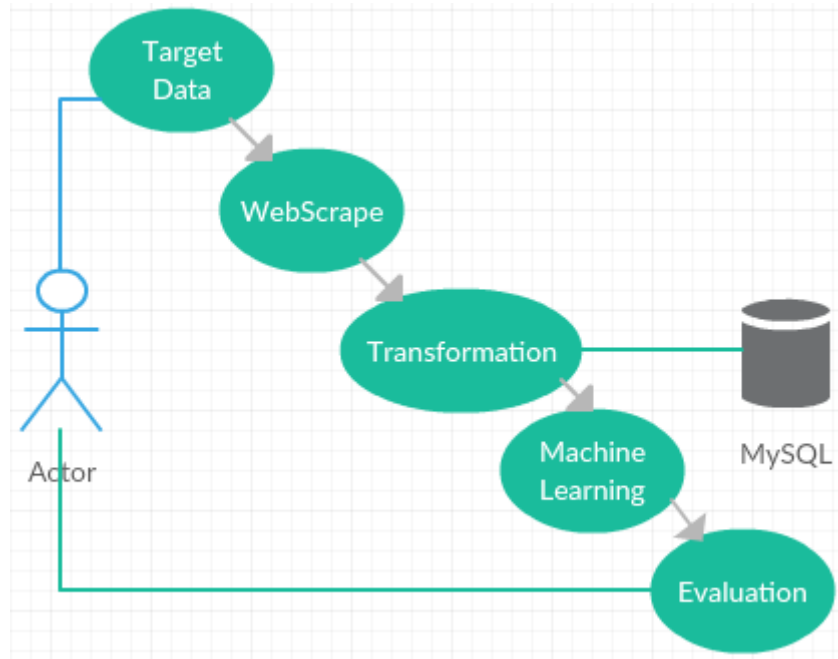 Target
Data
WebScrape
Transformation
Machine
Learning
MySQL
Actor
Evaluation